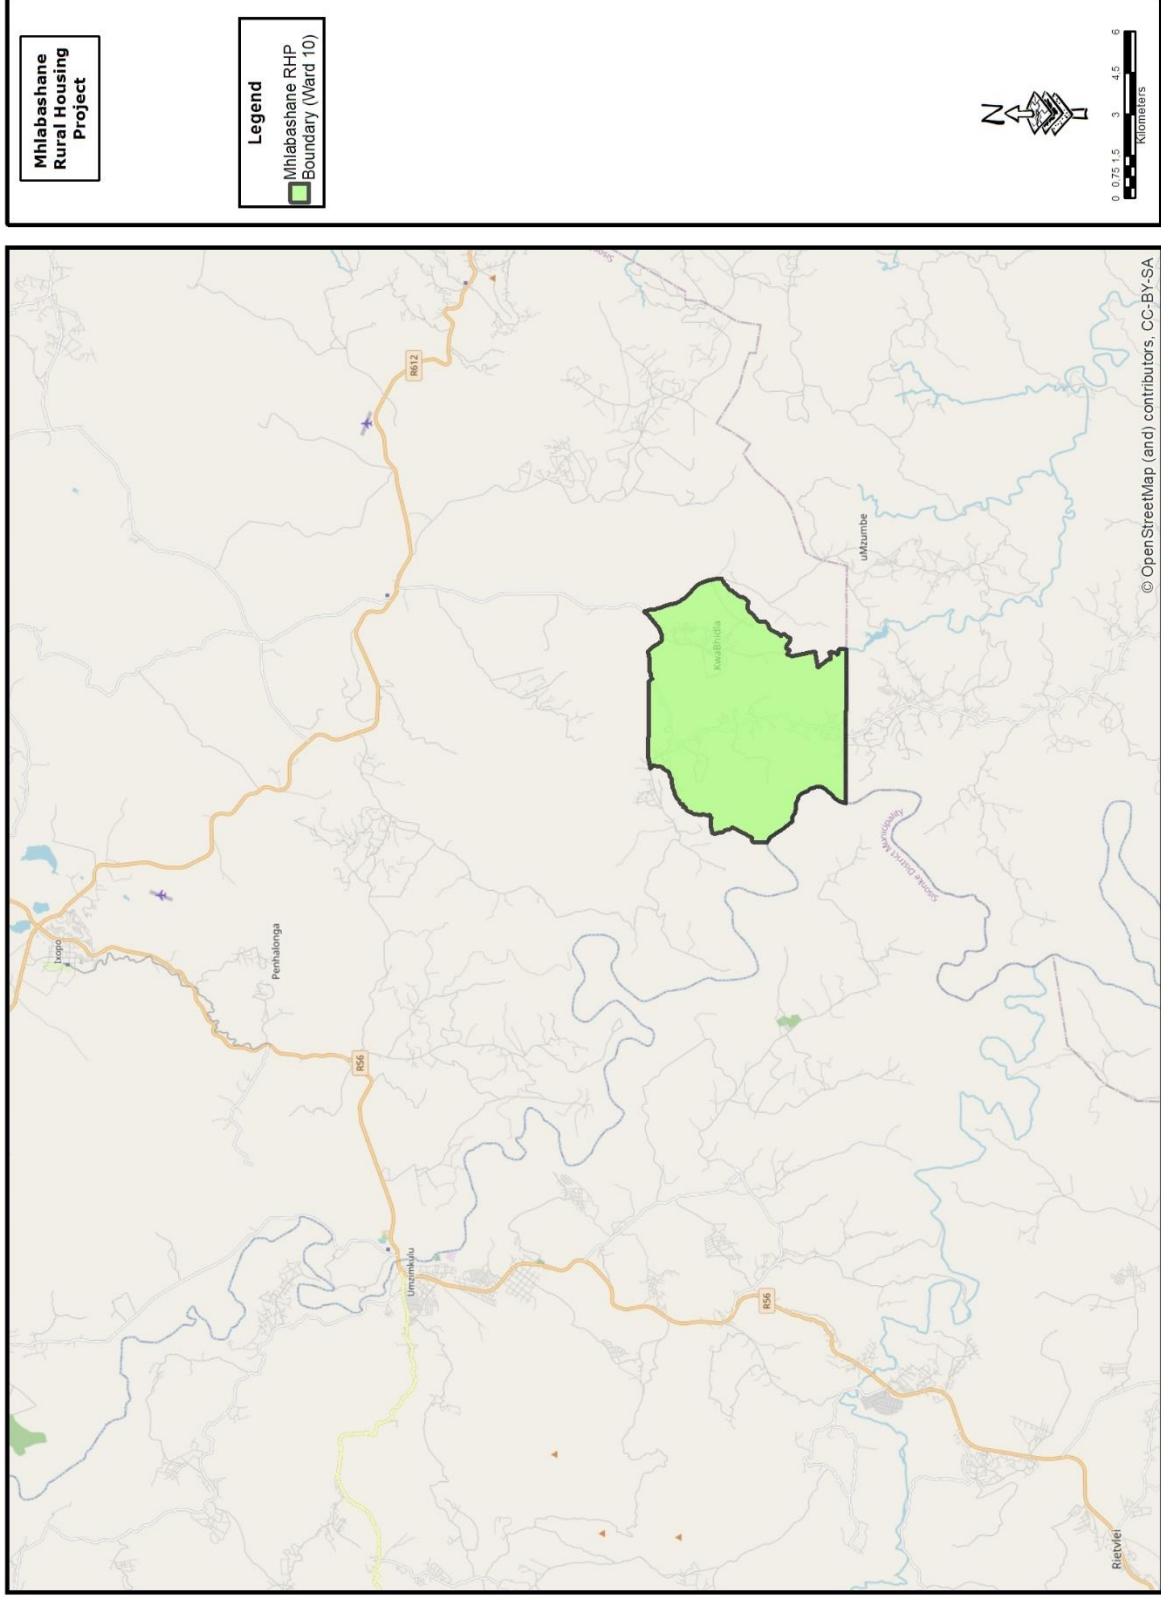 Mhlabashane
Rural Housing
Project
Legend
Mhlabashane RHP
Boundary (Ward 10)
N
0 0.75 1.5 3 4.5 6
Kilometers
Ixopo
Penhalonga
R56
Umzimkulu
R56
Rietvlei
R612
KwaBhidla
uMzumbe
Sisonke District Municipality
Siso
© OpenStreetMap (and) contributors, CC-BY-SA